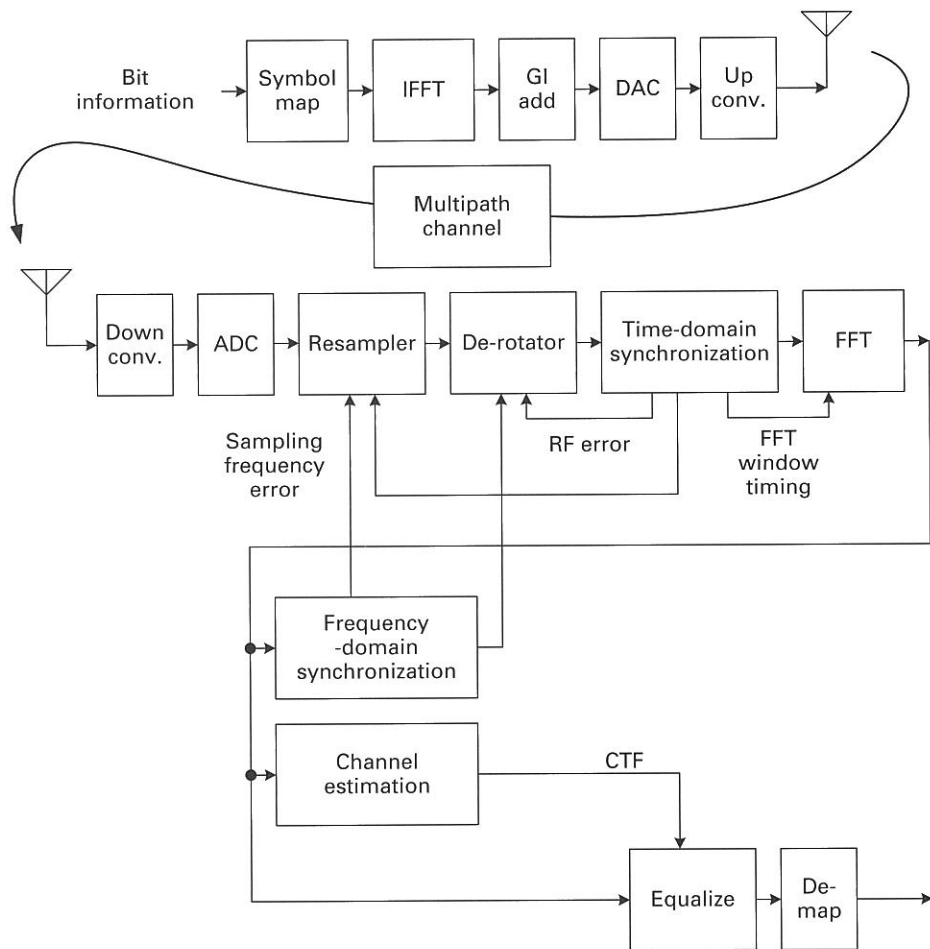 Bit
information
Symbol
map
IFFT
GI
add
DAC
Up
conv.
Multipath
channel
Down
conv.
ADC
Resampler
De-rotator
Time-domain
synchronization
FFT
Sampling
frequency
error
RF error
FFT
window
timing
Frequency
-domain
synchronization
Channel
estimation
CTF
Equalize
De-
map